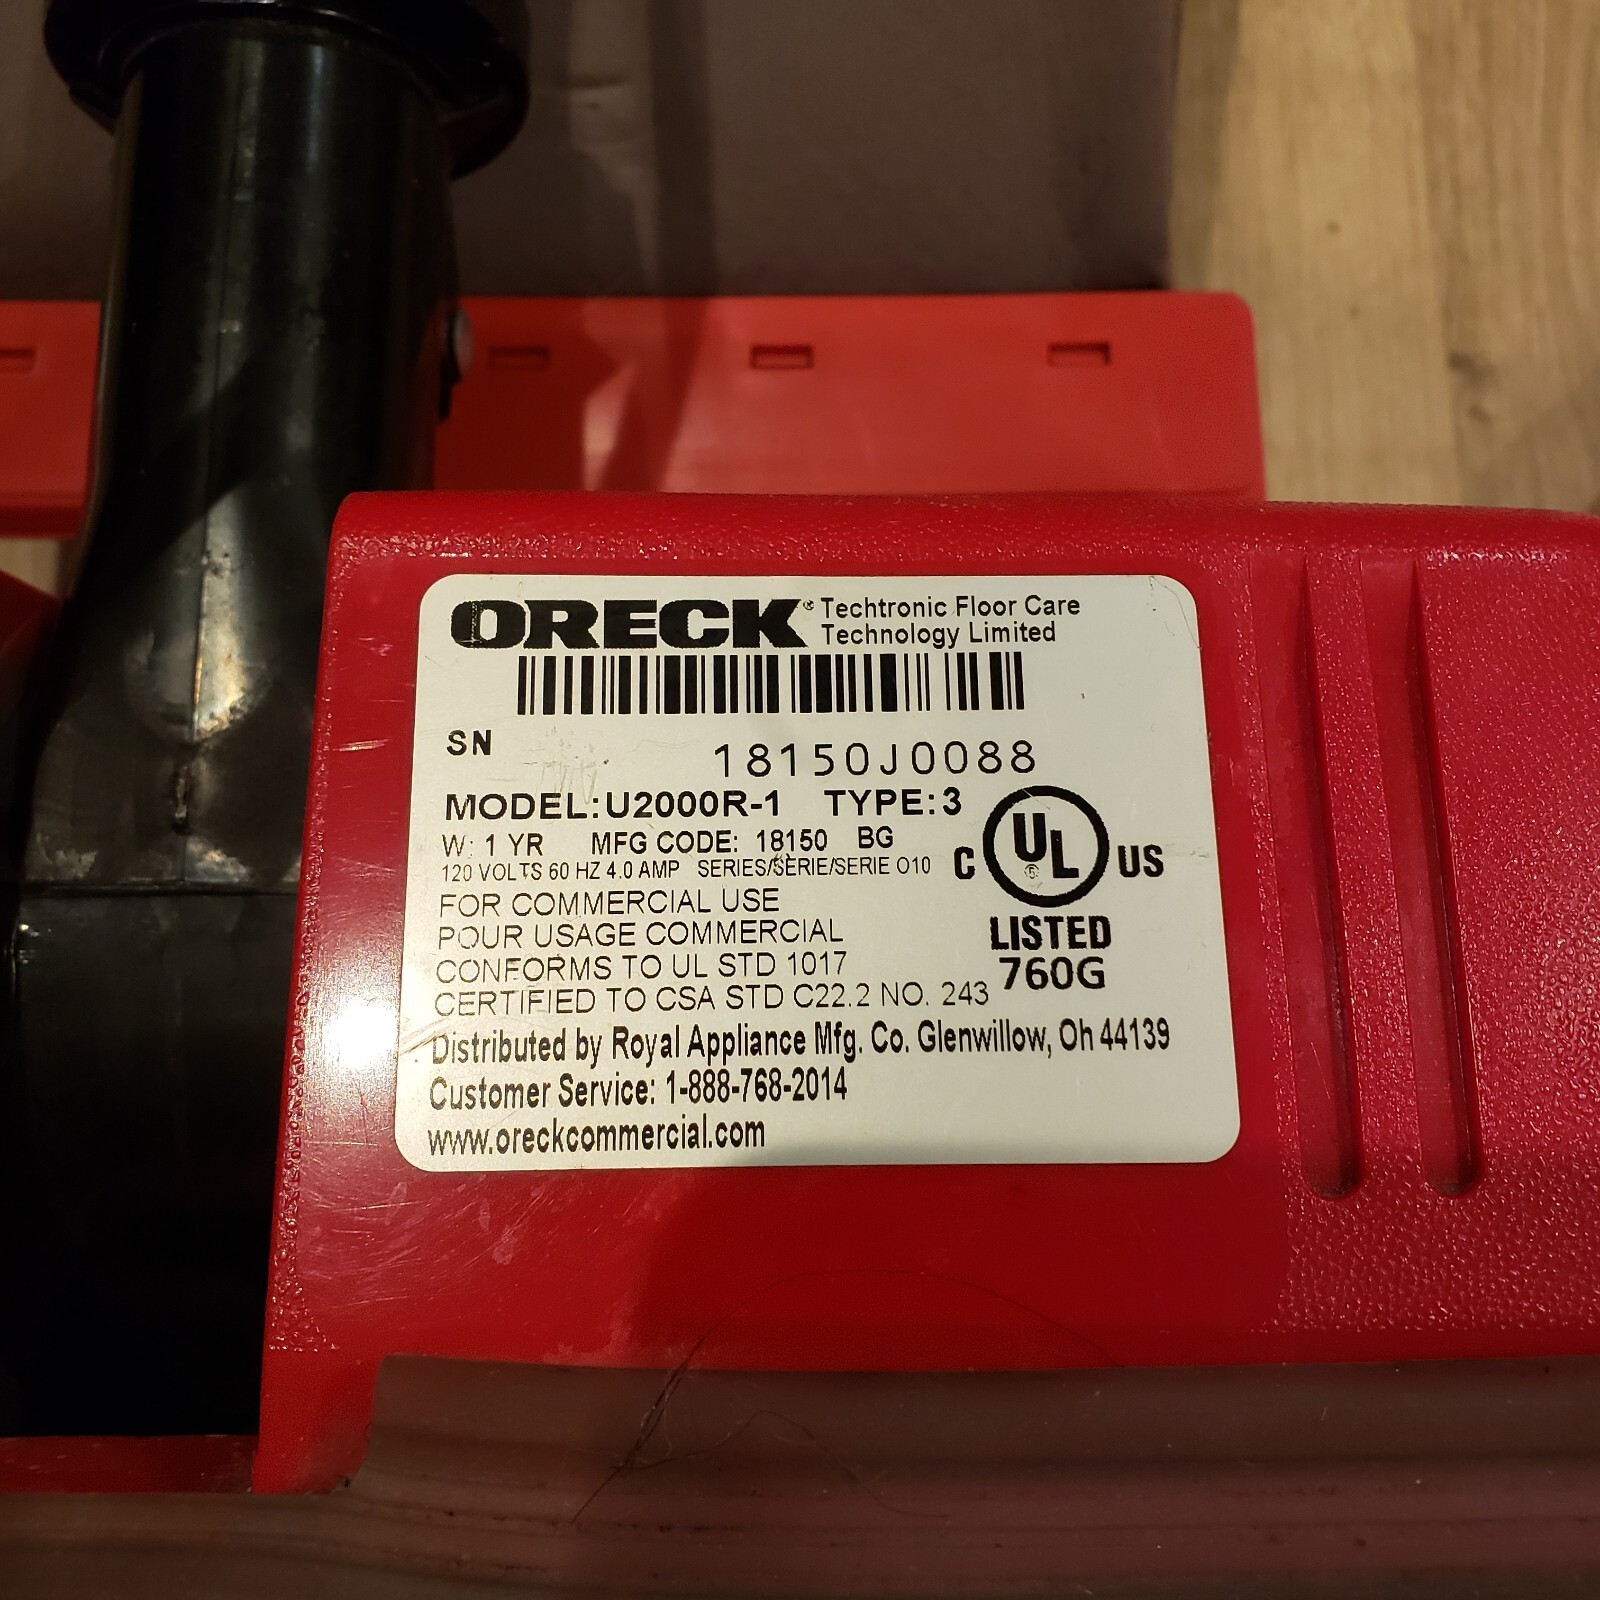 ORECK® Techtronic Floor Care
Technology Limited
SN 18150J0088
MODEL:U2000R-1 TYPE:3
W: 1 YR MFG CODE: 18150 BG
120 VOLTS 60 HZ 4.0 AMP SERIES/SÈRIE/SERIE O10
FOR COMMERCIAL USE
POUR USAGE COMMERCIAL
CONFORMS TO UL STD 1017
CERTIFIED TO CSA STD C22.2 NO. 243
C UL US
LISTED
760G
Distributed by Royal Appliance Mfg. Co. Glenwillow, Oh 44139
Customer Service: 1-888-768-2014
www.oreckcommercial.com